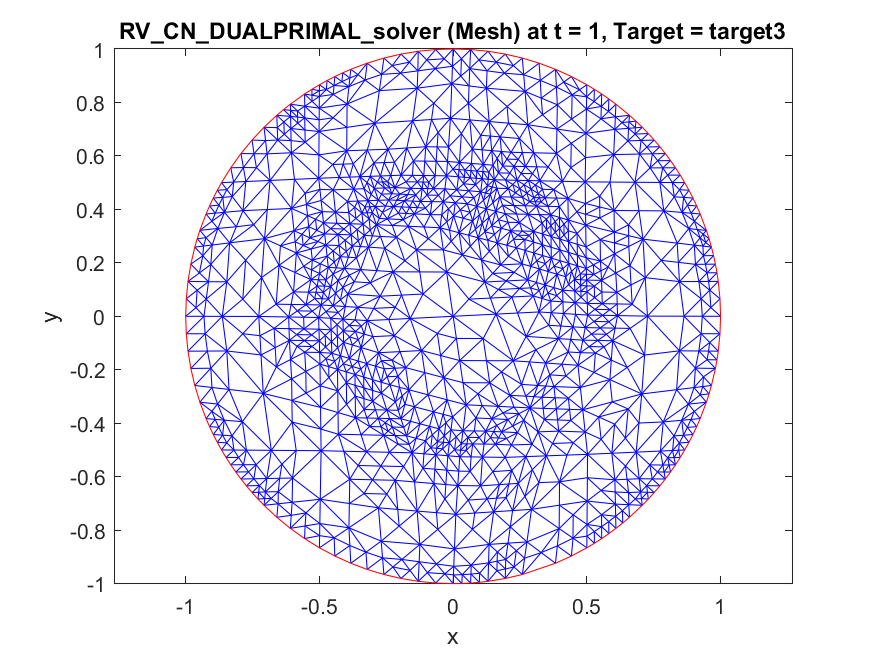 RV_CN_DUALPRIMAL_solver (Mesh) at t = 1, Target = target3
1
0.8
0.6
0.4
0.2
0
-0.2
-0.4
-0.6
-0.8
-1
y
-1 -0.5 0 0.5 1
x